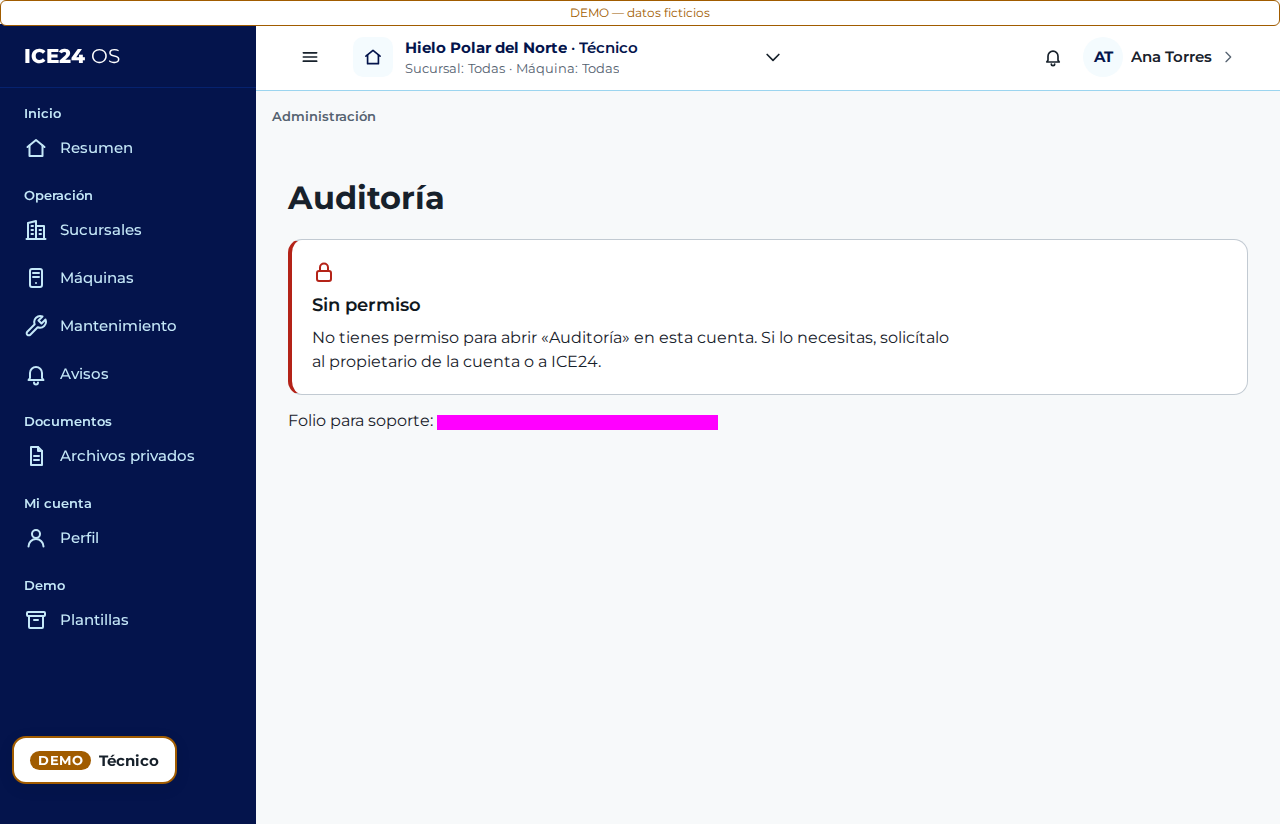 DEMO — datos ficticios
ICE24 OS
Hielo Polar del Norte · Técnico
Sucursal: Todas · Máquina: Todas
AT
Ana Torres
Inicio
Resumen
Operación
Sucursales
Máquinas
Mantenimiento
Avisos
Documentos
Archivos privados
Mi cuenta
Perfil
Demo
Plantillas
DEMO Técnico
Administración
Auditoría
Sin permiso
No tienes permiso para abrir «Auditoría» en esta cuenta. Si lo necesitas, solicítalo
al propietario de la cuenta o a ICE24.
Folio para soporte: